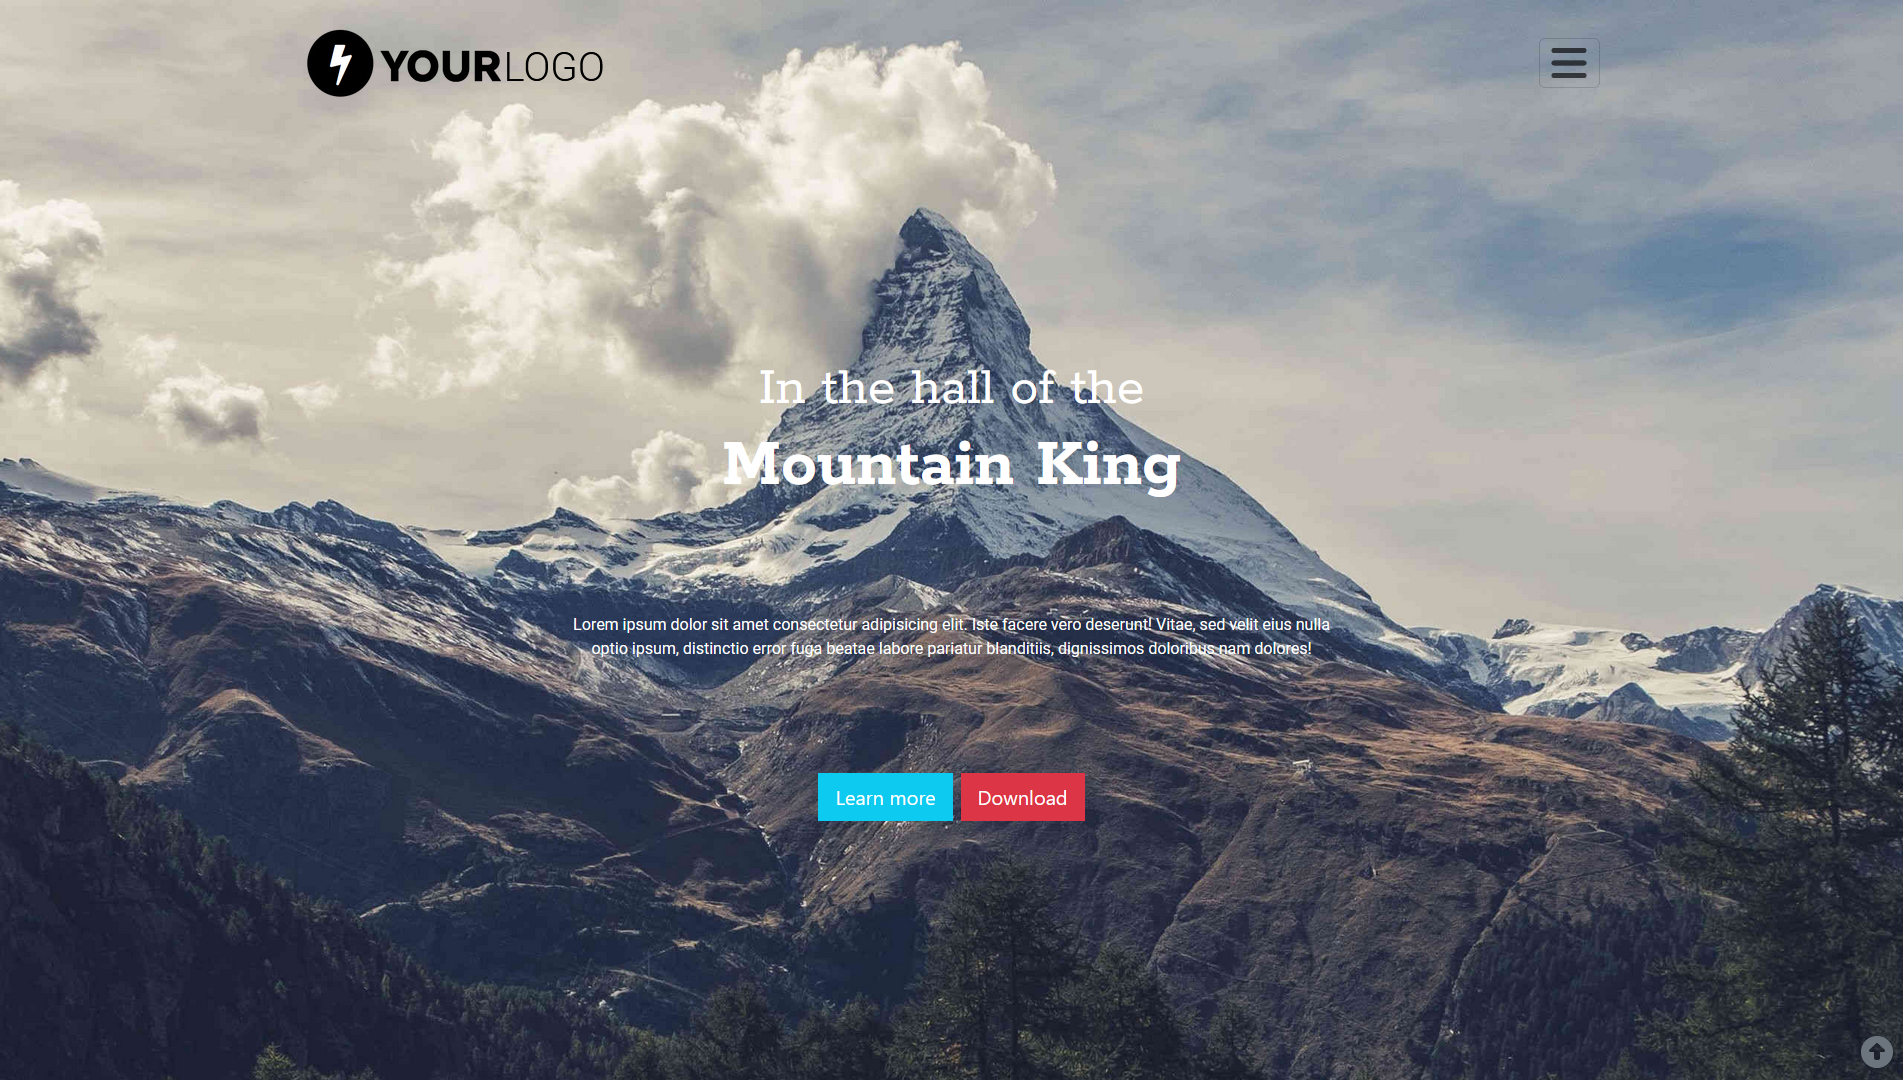 YOURLOGO
In the hall of the
Mountain King
Lorem ipsum dolor sit amet consectetur adipisicing elit. Iste facere vero deserunt! Vitae, sed velit eius nulla
optio ipsum, distinctio error fuga beatae labore pariatur blanditiis, dignissimos doloribus nam dolores!
Learn more Download